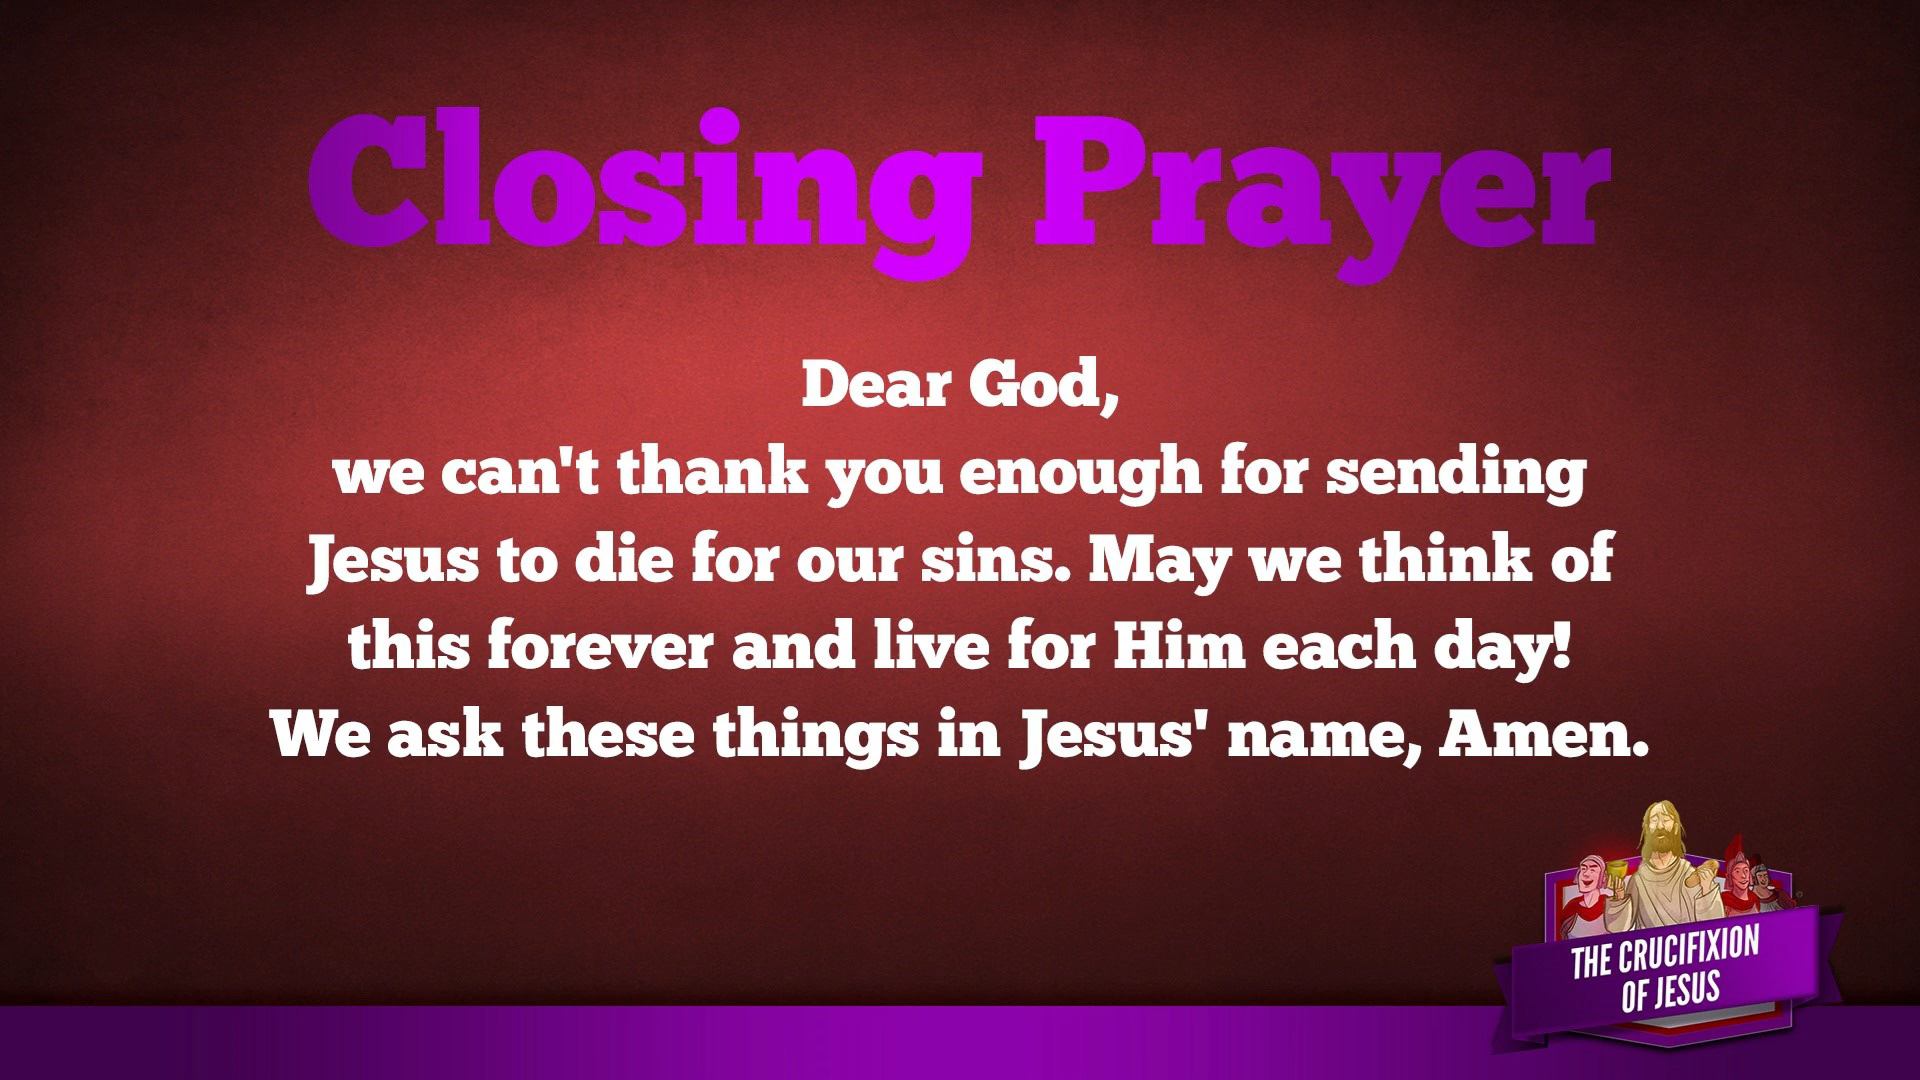 Closing Prayer
Dear God,
we can't thank you enough for sending
Jesus to die for our sins. May we think of
this forever and live for Him each day!
We ask these things in Jesus' name, Amen.
THE CRUCIFIXION
OF JESUS